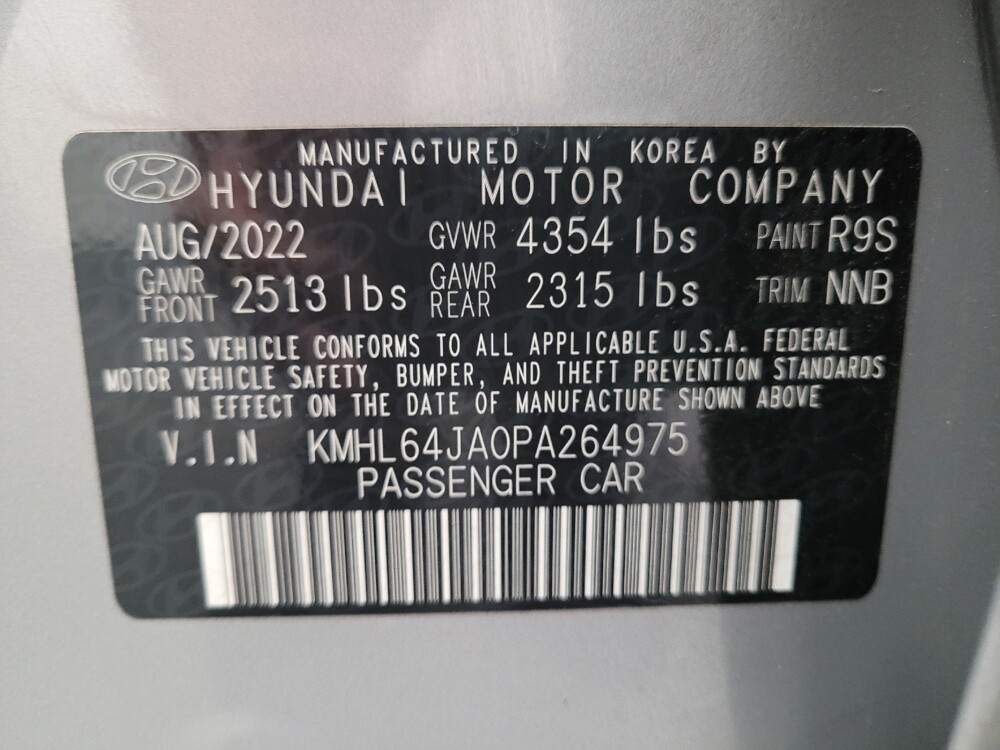 MANUFACTURED IN KOREA BY
HYUNDAI MOTOR COMPANY
AUG/2022 GVWR 4354 lbs PAINT R9S
GAWR FRONT 2513 lbs GAWR REAR 2315 lbs TRIM NNB
THIS VEHICLE CONFORMS TO ALL APPLICABLE U.S.A. FEDERAL
MOTOR VEHICLE SAFETY, BUMPER, AND THEFT PREVENTION STANDARDS
IN EFFECT ON THE DATE OF MANUFACTURE SHOWN ABOVE
V.I.N KMHL64JA0PA264975
PASSENGER CAR